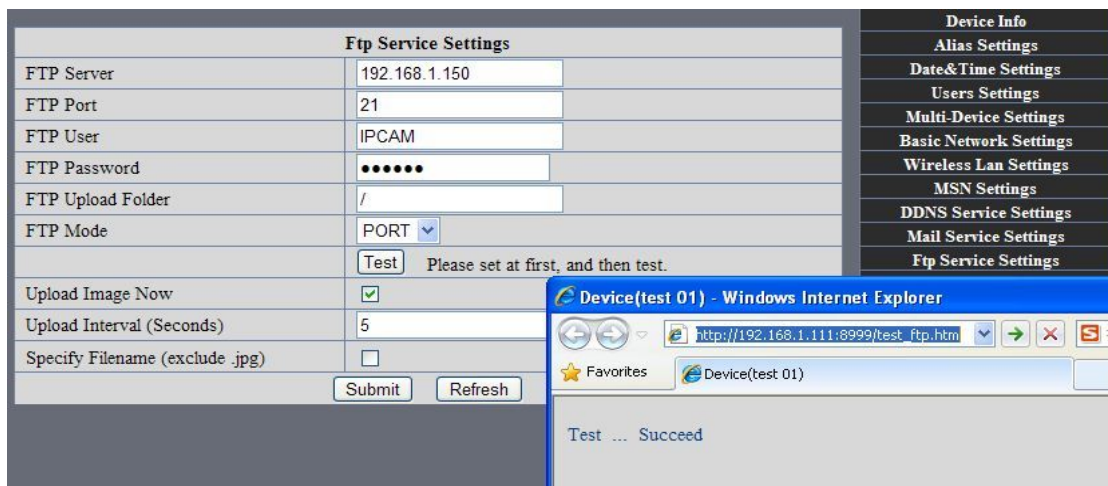 Ftp Service Settings
FTP Server 192.168.1.150
FTP Port 21
FTP User IPCAM
FTP Password ●●●●●●
FTP Upload Folder /
FTP Mode PORT
Test Please set at first, and then test.
Upload Image Now
Upload Interval (Seconds) 5
Specify Filename (exclude .jpg)
Submit Refresh
Device Info
Alias Settings
Date&Time Settings
Users Settings
Multi-Device Settings
Basic Network Settings
Wireless Lan Settings
MSN Settings
DDNS Service Settings
Mail Service Settings
Ftp Service Settings
Device(test 01) - Windows Internet Explorer
http://192.168.1.111:8999/test_ftp.htm
Favorites Device(test 01)
Test ... Succeed